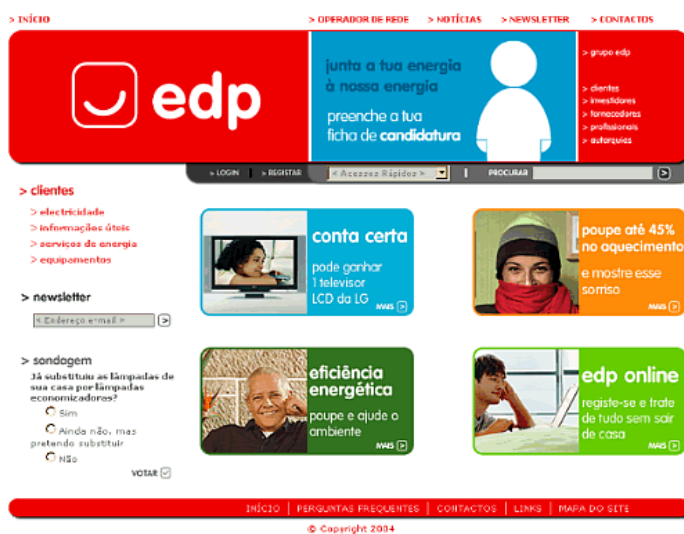 > INÍCIO
> OPERADOR DE REDE
> NOTÍCIAS
> NEWSLETTER
> CONTACTOS
edp
junta a tua energia
à nossa energia
preenche a tua
ficha de candidatura
> grupo edp
> clientes
> investidores
> fornecedores
> profissionais
> autarquias
> LOGIN
> REGISTAR
< Acessos Rápidos >
PROCURAR
> clientes
> electricidade
> informações úteis
> serviços de energia
> equipamentos
> newsletter
< Endereço e-mail >
> sondagem
Já substituiu as lâmpadas de
sua casa por lâmpadas
economizadoras?
Sim
Ainda não, mas
pretendo substituir
Não
VOTAR
conta certa
pode ganhar
1 televisor
LCD da LG
MAIS
poupe até 45%
no aquecimento
e mostre esse
sorriso
MAIS
eficiência
energética
poupe e ajude o
ambiente
MAIS
edp online
registe-se e trate
de tudo sem sair
de casa
MAIS
INÍCIO | PERGUNTAS FREQUENTES | CONTACTOS | LINKS | MAPA DO SITE
© Copyright 2004